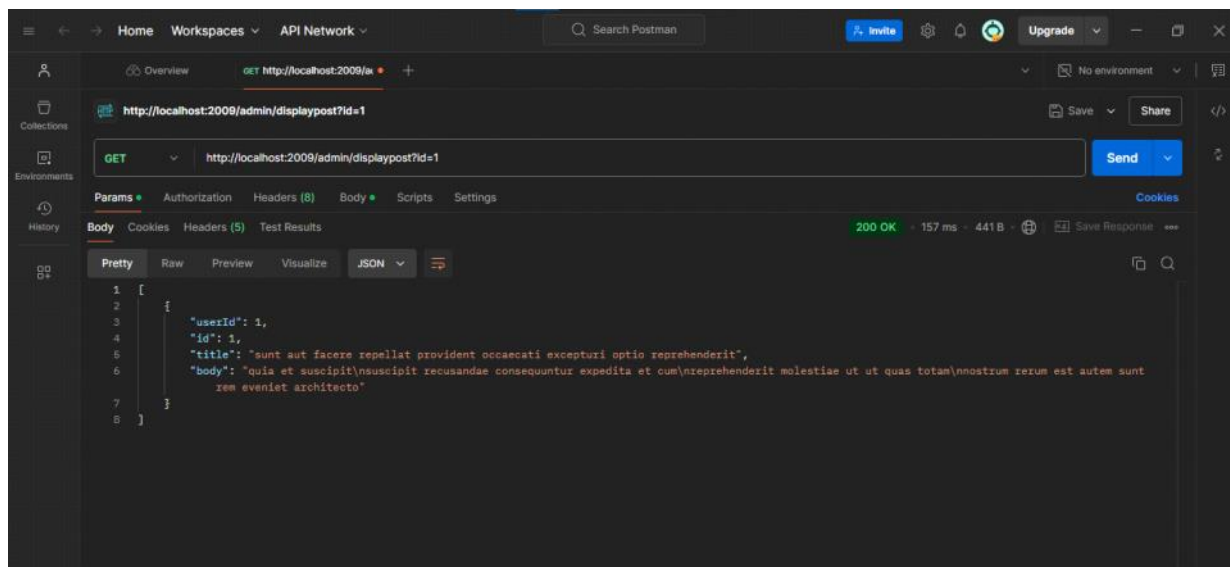 Home Workspaces API Network Search Postman Invite Upgrade
Overview GET http://localhost:2009/a + No environment
http://localhost:2009/admin/displaypost?id=1 Save Share
Collections
GET http://localhost:2009/admin/displaypost?id=1 Send
Environments
Params Authorization Headers (8) Body Scripts Settings Cookies
History
Body Cookies Headers (5) Test Results 200 OK 157 ms 441 B Save Response
Pretty Raw Preview Visualize JSON
1 [
2 {
3 "userId": 1,
4 "id": 1,
5 "title": "sunt aut facere repellat provident occaecati excepturi optio reprehenderit",
6 "body": "quia et suscipit\nsuscipit recusandae consequuntur expedita et cum\nreprehenderit molestiae ut ut quas totam\nnostrum rerum est autem sunt
rem eveniet architecto"
7 }
8 ]